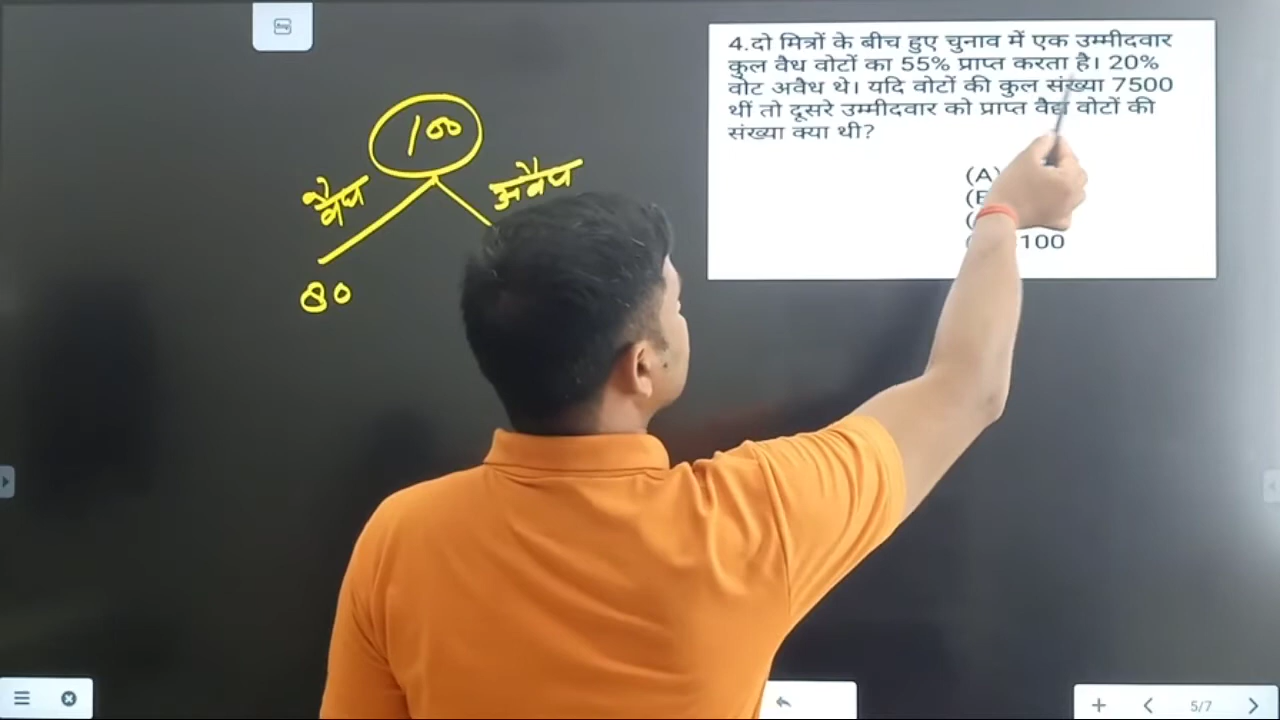 4.दो मित्रों के बीच हुए चुनाव में एक उम्मीदवार
कुल वैध वोटों का 55% प्राप्त करता है। 20%
वोट अवैध थे। यदि वोटों की कुल संख्या 7500
थीं तो दूसरे उम्मीदवार को प्राप्त वैद्य वोटों की
संख्या क्या थी?
(A)
100
100
वैध
अवैध
80
5/7